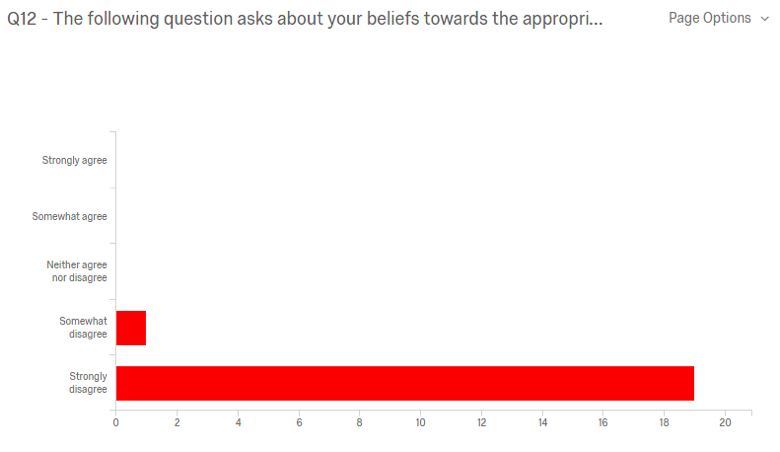 Q12 - The following question asks about your beliefs towards the appropri...
Page Options
Strongly agree
Somewhat agree
Neither agree
nor disagree
Somewhat
disagree
Strongly
disagree
0 2 4 6 8 10 12 14 16 18 20